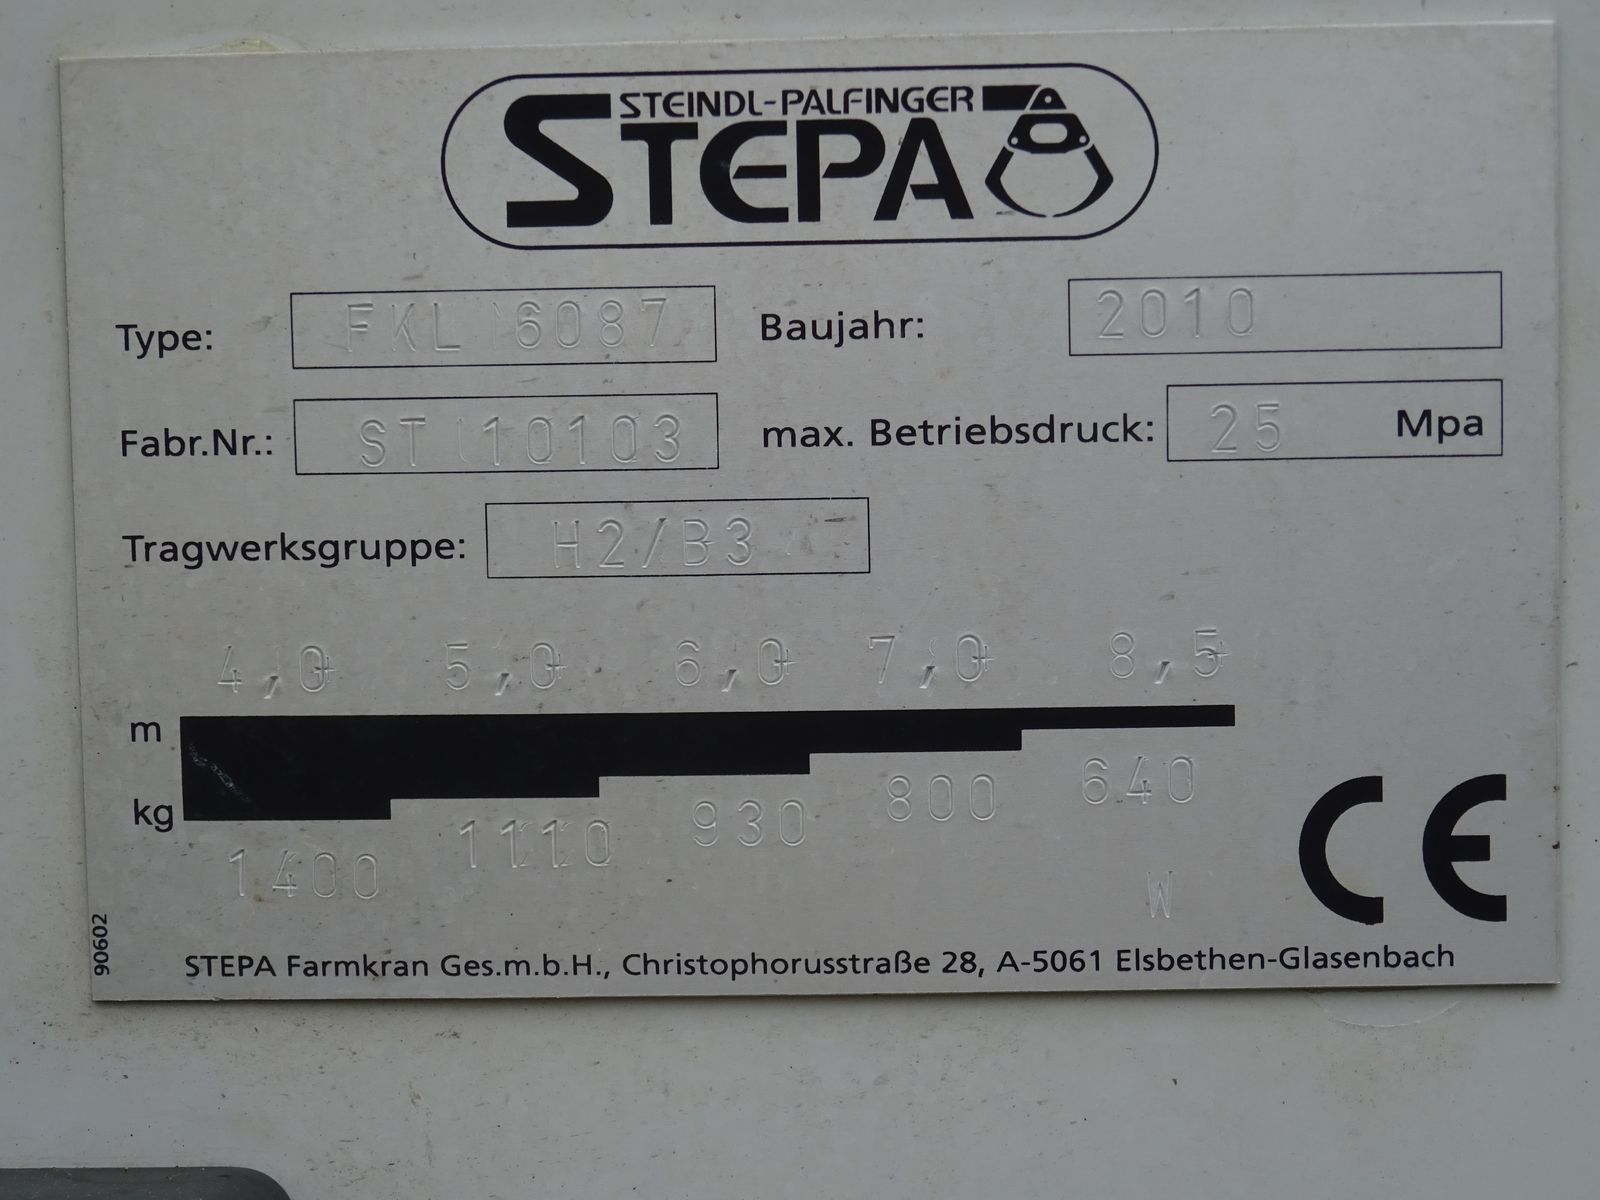 STEINDL-PALFINGER
STEPA
Type: FKL 6087 Baujahr: 2010
Fabr.Nr.: ST 10103 max. Betriebsdruck: 25 Mpa
Tragwerksgruppe: H2/B3
4,0 5,0 6,0 7,0 8,5
m
kg
1400 1110 930 800 640
W
CE
90602
STEPA Farmkran Ges.m.b.H., Christophorusstraße 28, A-5061 Elsbethen-Glasenbach